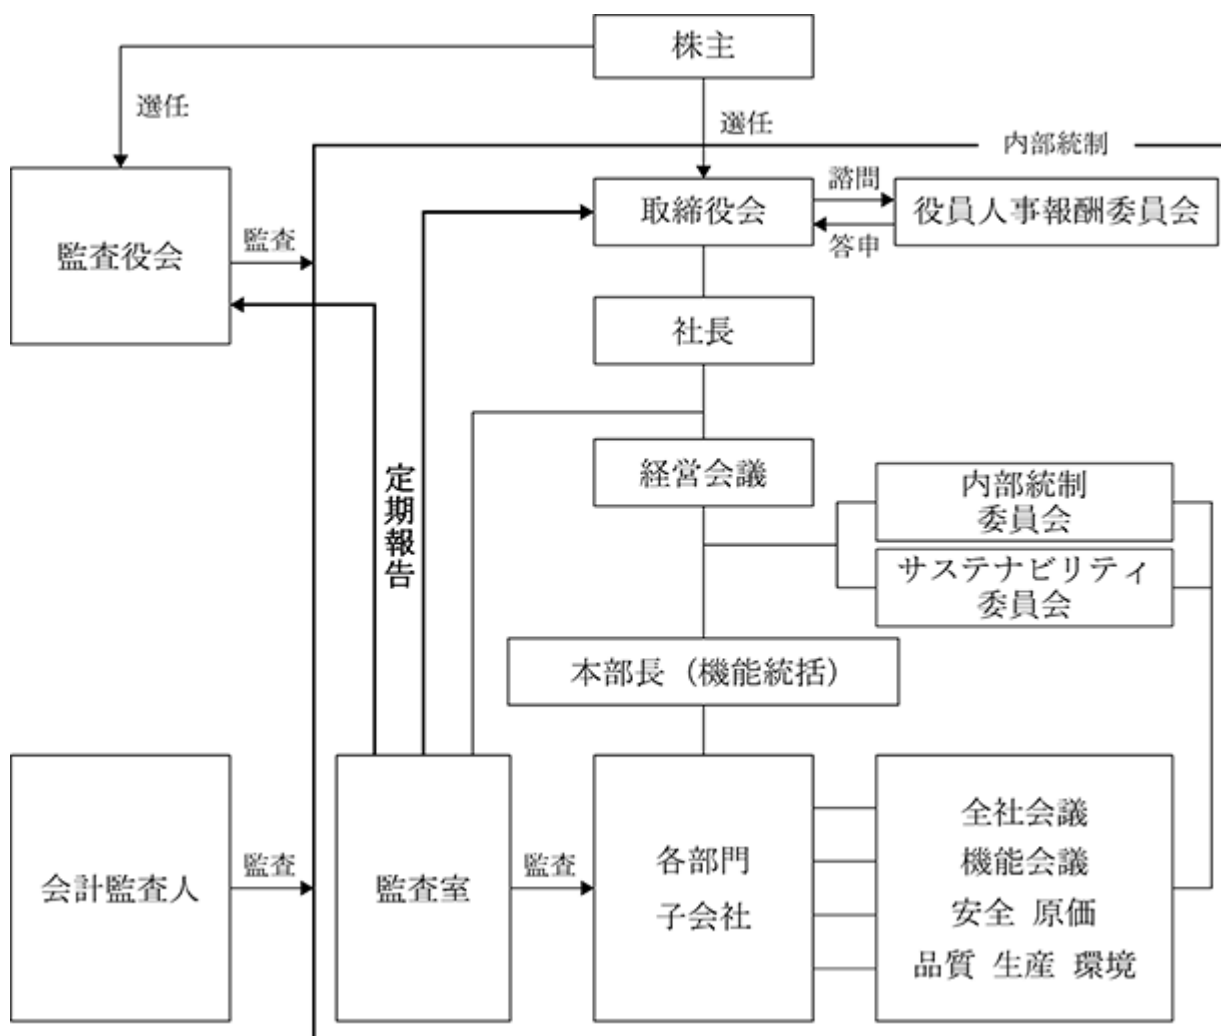 株主
選任
選任
内部統制
監査役会
監査
取締役会
諮問
答申
役員人事報酬委員会
社長
経営会議
定期報告
内部統制
委員会
サステナビリティ
委員会
本部長（機能統括）
会計監査人
監査
監査室
監査
各部門
子会社
全社会議
機能会議
安全 原価
品質 生産 環境